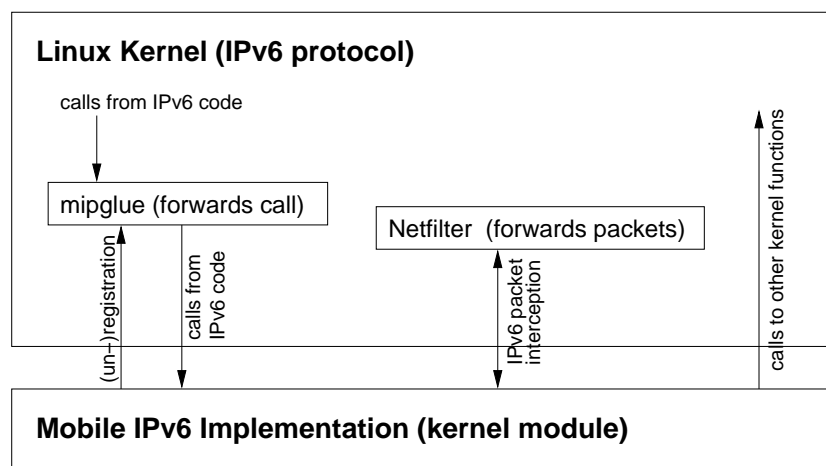 Linux Kernel (IPv6 protocol)
calls from IPv6 code
mipglue (forwards call)
Netfilter (forwards packets)
(un−)registration
calls from
IPv6 code
IPv6 packet
interception
calls to other kernel functions
Mobile IPv6 Implementation (kernel module)